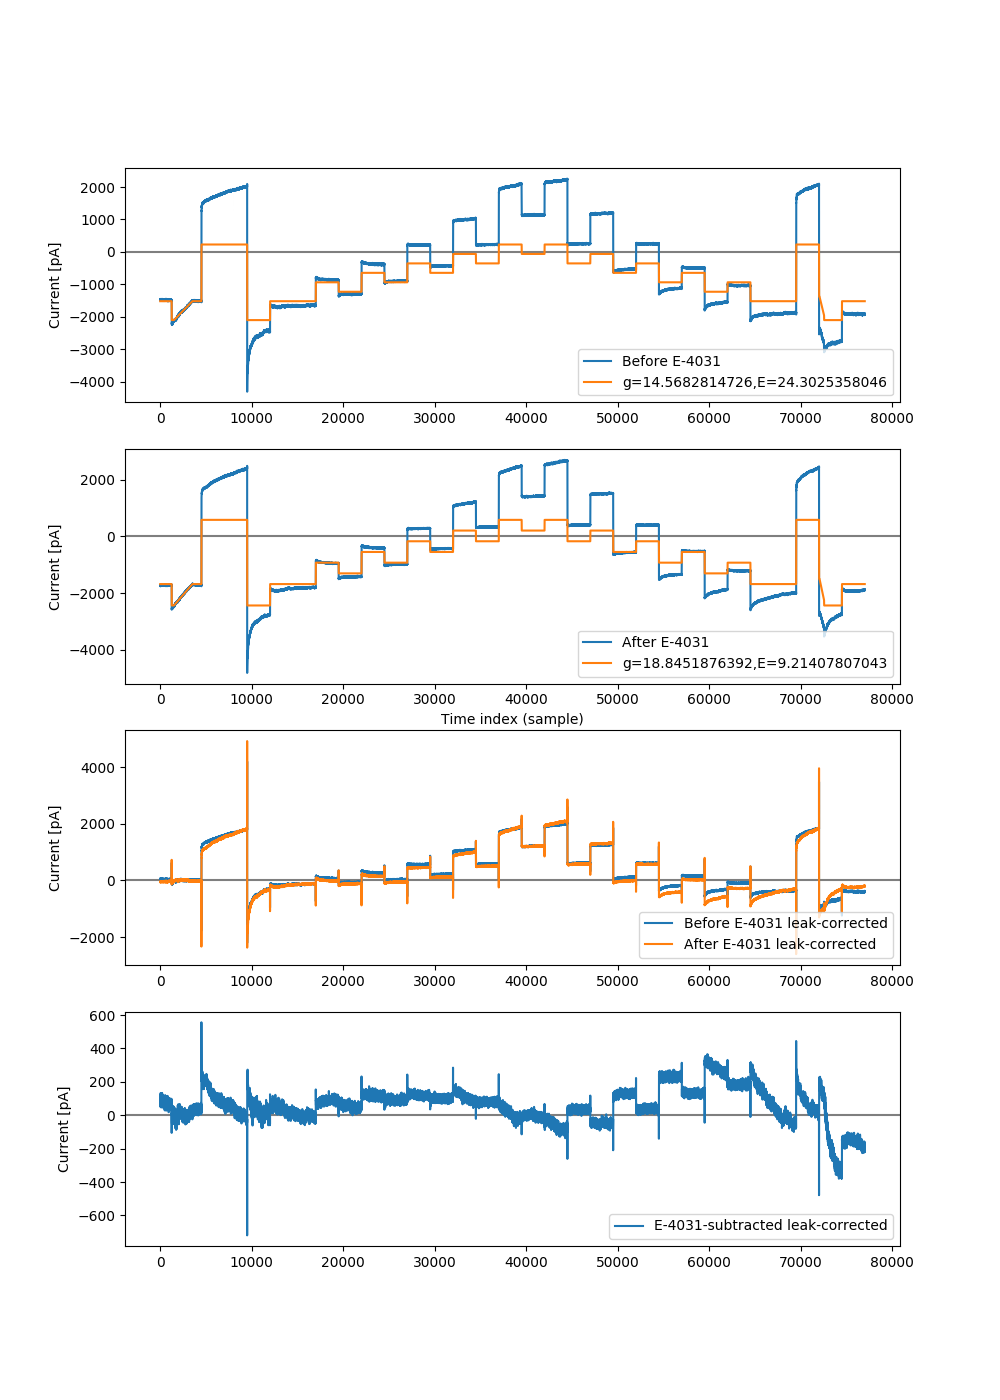 2000
1000
0
−1000
−2000
−3000
−4000
Current [pA]
Before E-4031
g=14.5682814726,E=24.3025358046
0 10000 20000 30000 40000 50000 60000 70000 80000
2000
0
−2000
−4000
Current [pA]
After E-4031
g=18.8451876392,E=9.21407807043
0 10000 20000 30000 40000 50000 60000 70000 80000
Time index (sample)
4000
2000
0
−2000
Current [pA]
Before E-4031 leak-corrected
After E-4031 leak-corrected
0 10000 20000 30000 40000 50000 60000 70000 80000
600
400
200
0
−200
−400
−600
Current [pA]
E-4031-subtracted leak-corrected
0 10000 20000 30000 40000 50000 60000 70000 80000